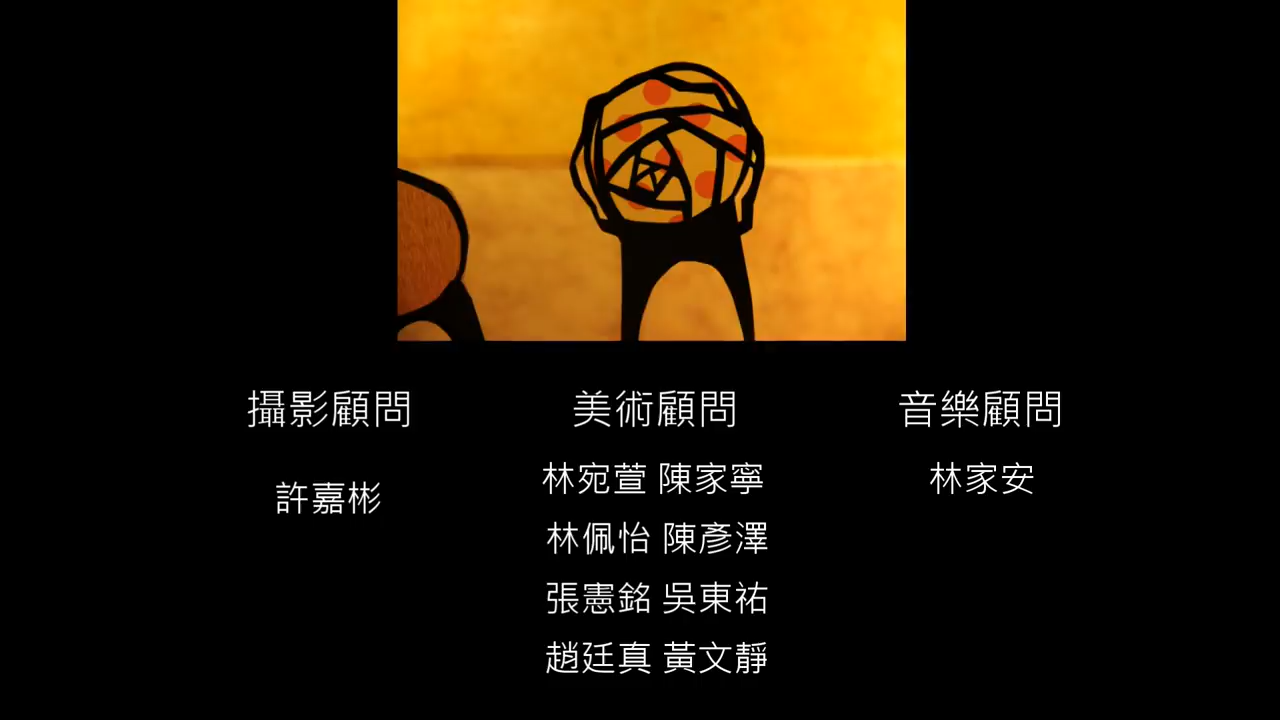 攝影顧問 美術顧問 音樂顧問
許嘉彬
林宛萱 陳家寧
林佩怡 陳彥澤
張憲銘 吳東祐
趙廷真 黃文靜
林家安